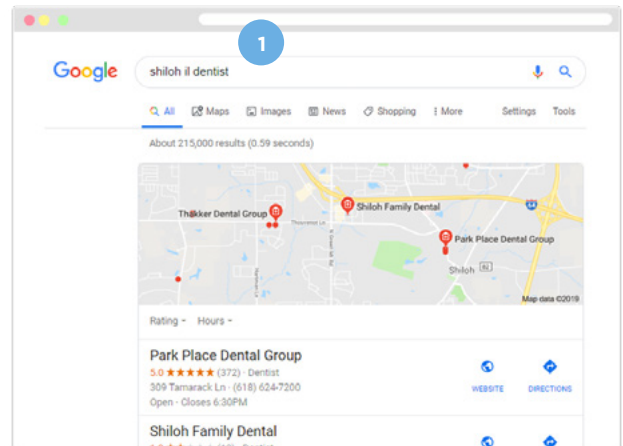 1
Google
shiloh il dentist
All Maps Images News Shopping More Settings Tools
About 215,000 results (0.59 seconds)
Thakker Dental Group
Shiloh Family Dental
Park Place Dental Group
Shiloh
Map data ©2019
Rating Hours
Park Place Dental Group
5.0 ★★★★★ (372) · Dentist
309 Tamarack Ln · (618) 624-7200
WEBSITE DIRECTIONS
Open · Closes 6:30PM
Shiloh Family Dental